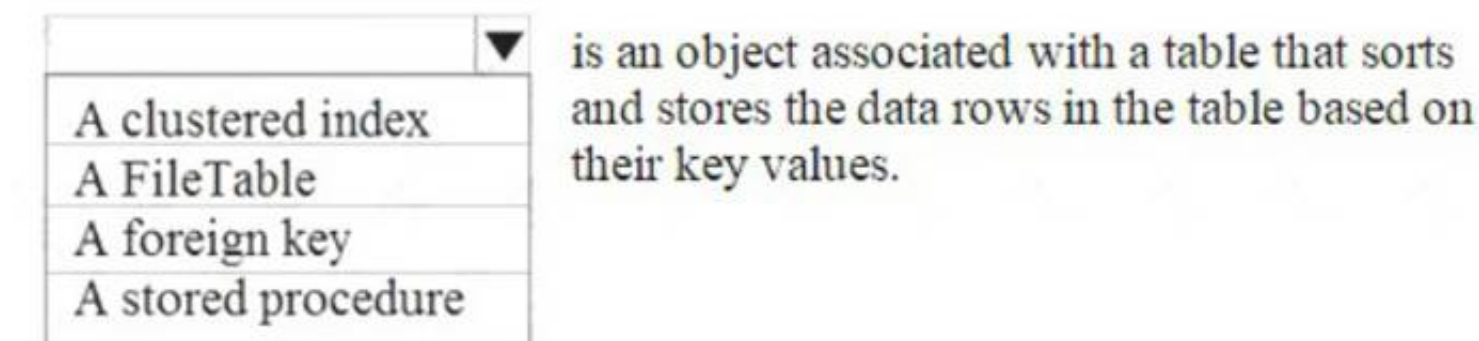 A clustered index
A FileTable
A foreign key
A stored procedure
is an object associated with a table that sorts
and stores the data rows in the table based on
their key values.